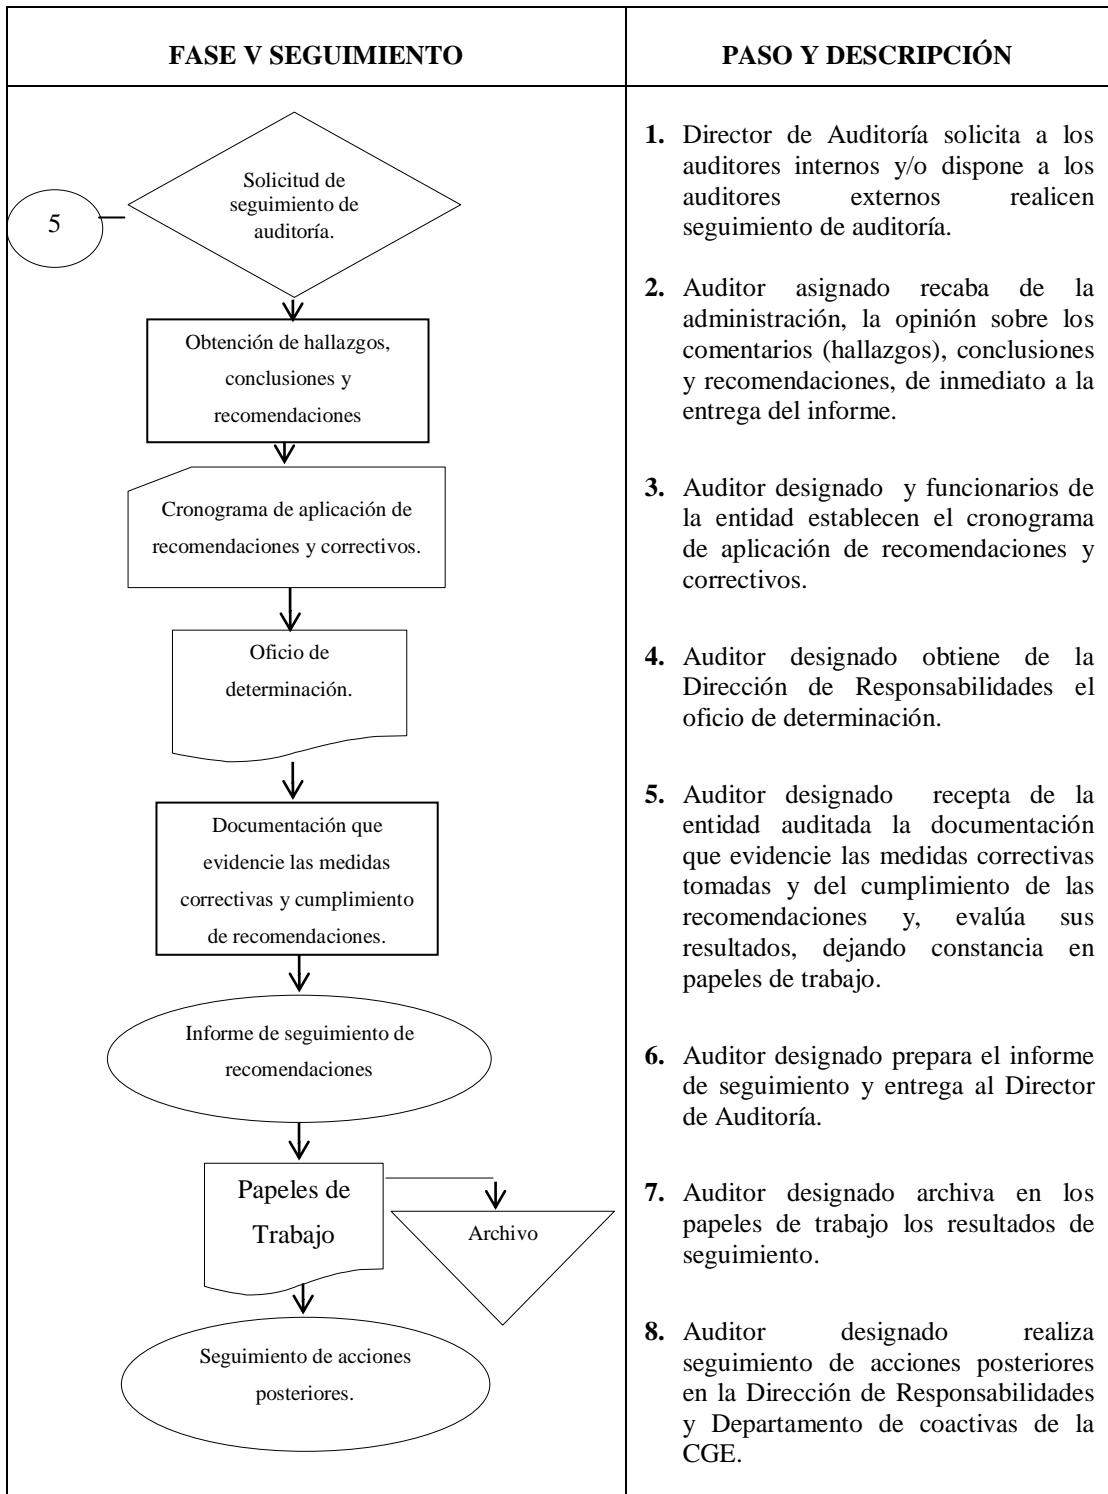 FASE V SEGUIMIENTO
PASO Y DESCRIPCIÓN
5
Solicitud de
seguimiento de
auditoría.
Obtención de hallazgos,
conclusiones y
recomendaciones
Cronograma de aplicación de
recomendaciones y correctivos.
Oficio de
determinación.
Documentación que
evidencie las medidas
correctivas y cumplimiento
de recomendaciones.
Informe de seguimiento de
recomendaciones
Papeles de
Trabajo
Archivo
Seguimiento de acciones
posteriores.
1. Director de Auditoría solicita a los
auditores internos y/o dispone a los
auditores externos realicen
seguimiento de auditoría.
2. Auditor asignado recaba de la
administración, la opinión sobre los
comentarios (hallazgos), conclusiones
y recomendaciones, de inmediato a la
entrega del informe.
3. Auditor designado y funcionarios de
la entidad establecen el cronograma
de aplicación de recomendaciones y
correctivos.
4. Auditor designado obtiene de la
Dirección de Responsabilidades el
oficio de determinación.
5. Auditor designado recepta de la
entidad auditada la documentación
que evidencie las medidas correctivas
tomadas y del cumplimiento de las
recomendaciones y, evalúa sus
resultados, dejando constancia en
papeles de trabajo.
6. Auditor designado prepara el informe
de seguimiento y entrega al Director
de Auditoría.
7. Auditor designado archiva en los
papeles de trabajo los resultados de
seguimiento.
8. Auditor designado realiza
seguimiento de acciones posteriores
en la Dirección de Responsabilidades
y Departamento de coactivas de la
CGE.